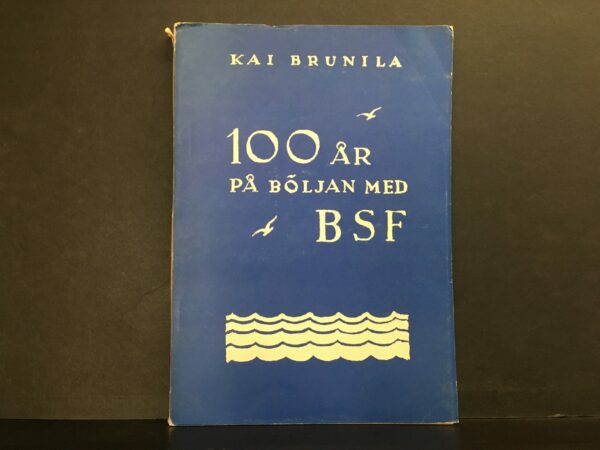 KAI BRUNILA
100 ÅR
PÅ BÖLJAN MED
BSF